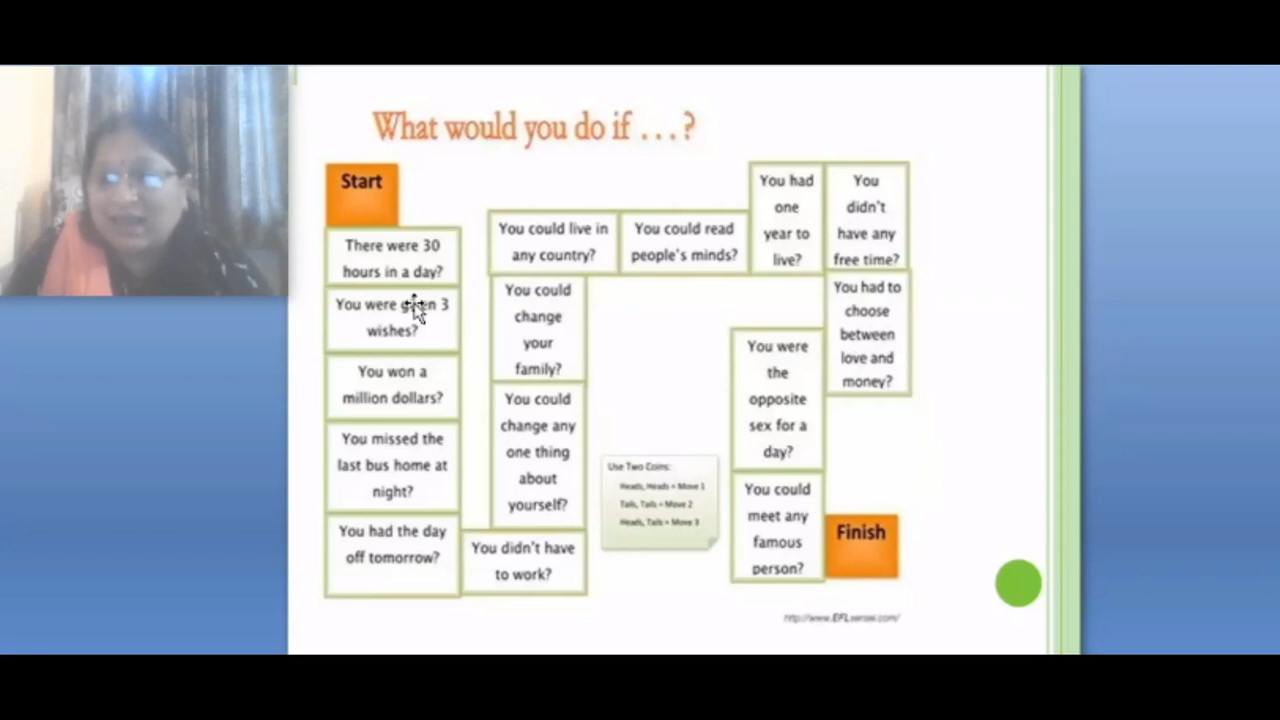 What would you do if ...?
Start
There were 30
hours in a day?
You were given 3
wishes?
You won a
million dollars?
You missed the
last bus home at
night?
You had the day
off tomorrow?
You didn't have
to work?
You could
change any
one thing
about
yourself?
You could
change
your
family?
You could live in
any country?
You could read
people's minds?
You had
one
year to
live?
You
didn't
have any
free time?
You had to
choose
between
love and
money?
You were
the
opposite
sex for a
day?
You could
meet any
famous
person?
Finish
Use Two Coins:
Heads, Heads = Move 1
Tails, Tails = Move 2
Heads, Tails = Move 3
http://www.EFLsensei.com/